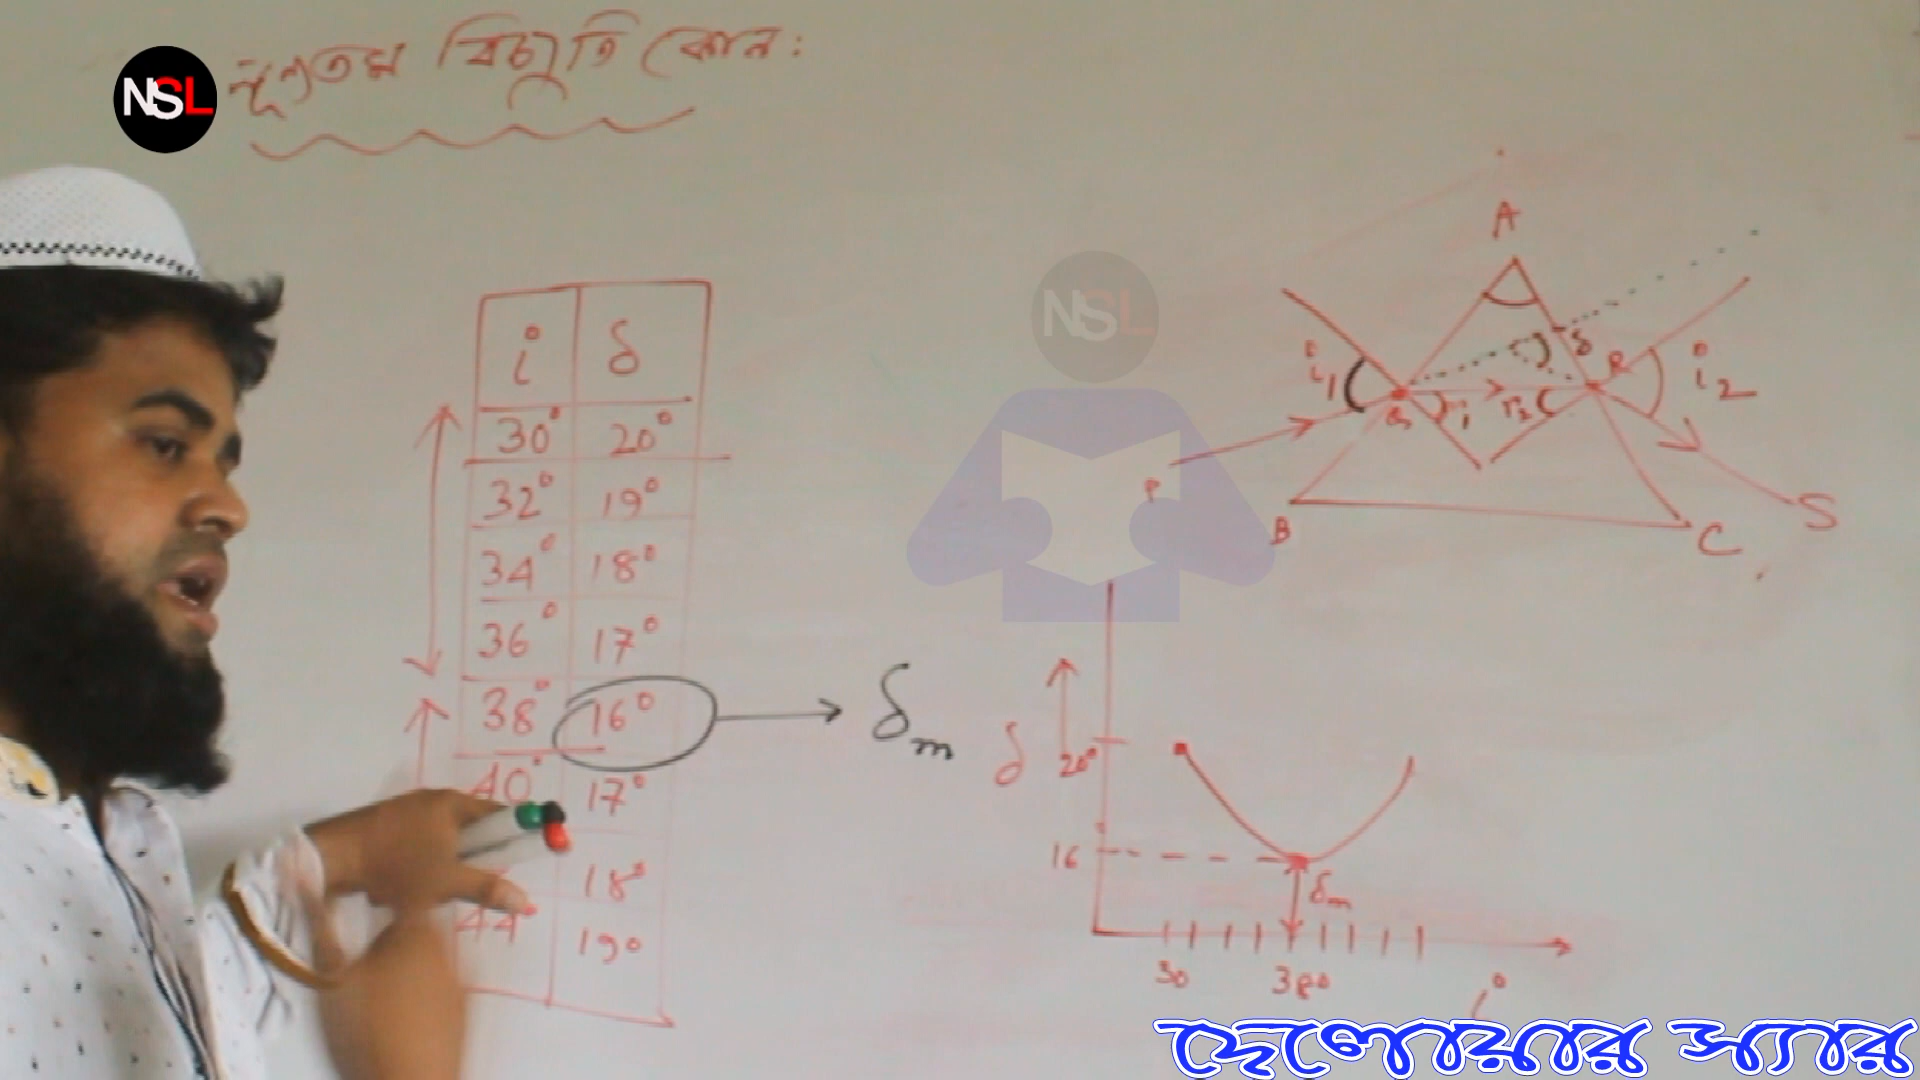 NSL
ন্যূনতম বিচ্যুতি কোন:
i δ
30° 20°
32° 19°
34° 18°
36° 17°
38° 16° → δm
40° 17°
18°
44° 19°
NSL
A
i₁ δ R i₂
Q r₁ r₂
P
B C S
δ 20°
16 δm
30 38° i°
দেলোয়ার স্যার